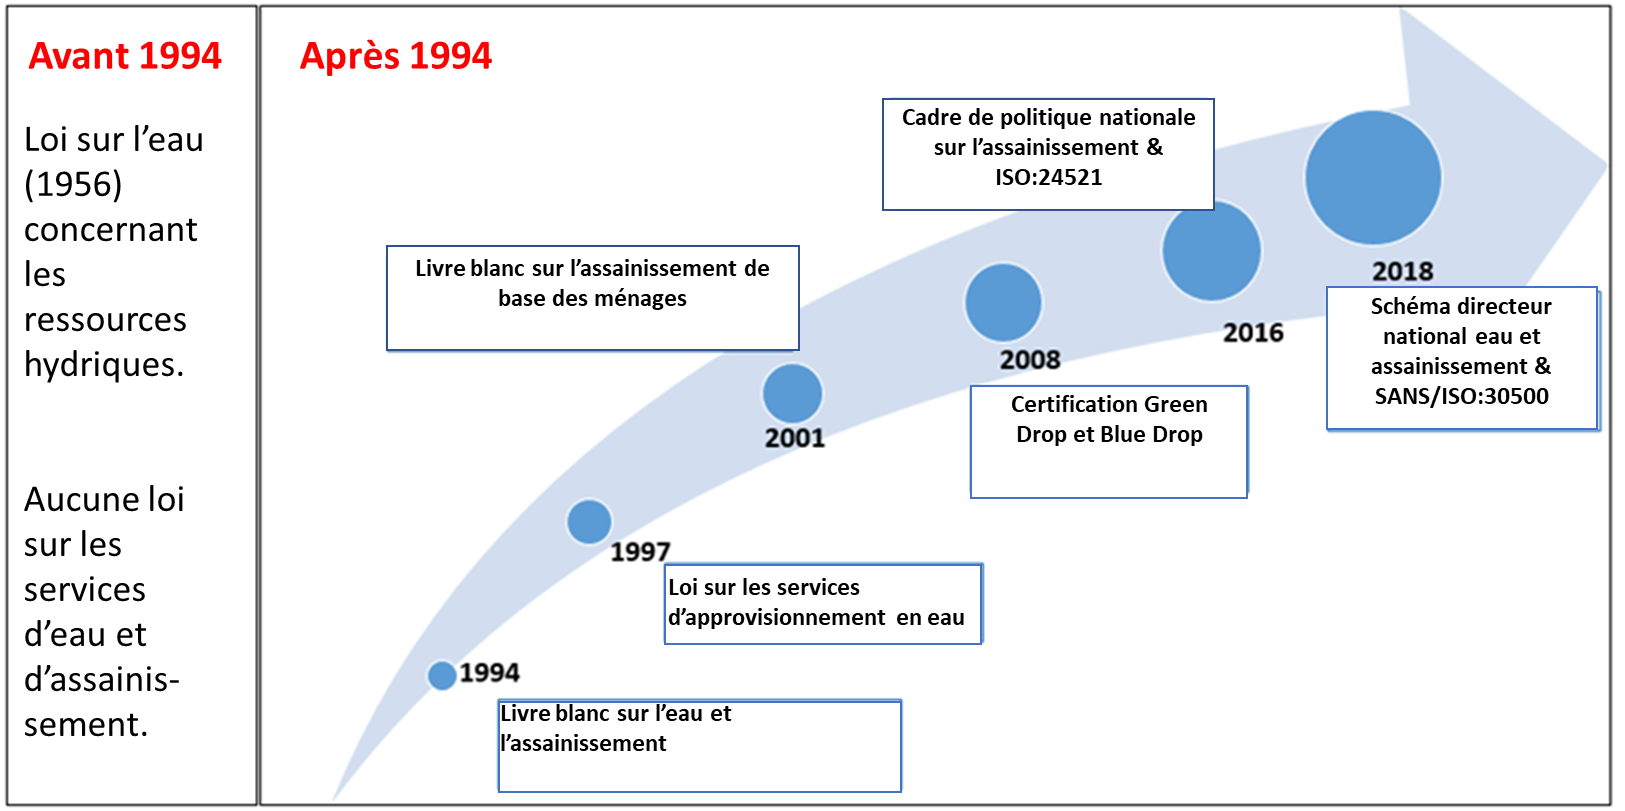 Avant 1994
Loi sur l’eau
(1956)
concernant
les
ressources
hydriques.
Aucune loi
sur les
services
d’eau et
d’assainis-
sement.
Après 1994
Cadre de politique nationale
sur l’assainissement &
ISO:24521
Livre blanc sur l’assainissement de
base des ménages
2018
Schéma directeur
national eau et
assainissement &
SANS/ISO:30500
2016
2008
Certification Green
Drop et Blue Drop
2001
1997
Loi sur les services
d’approvisionnement en eau
1994
Livre blanc sur l’eau et
l’assainissement